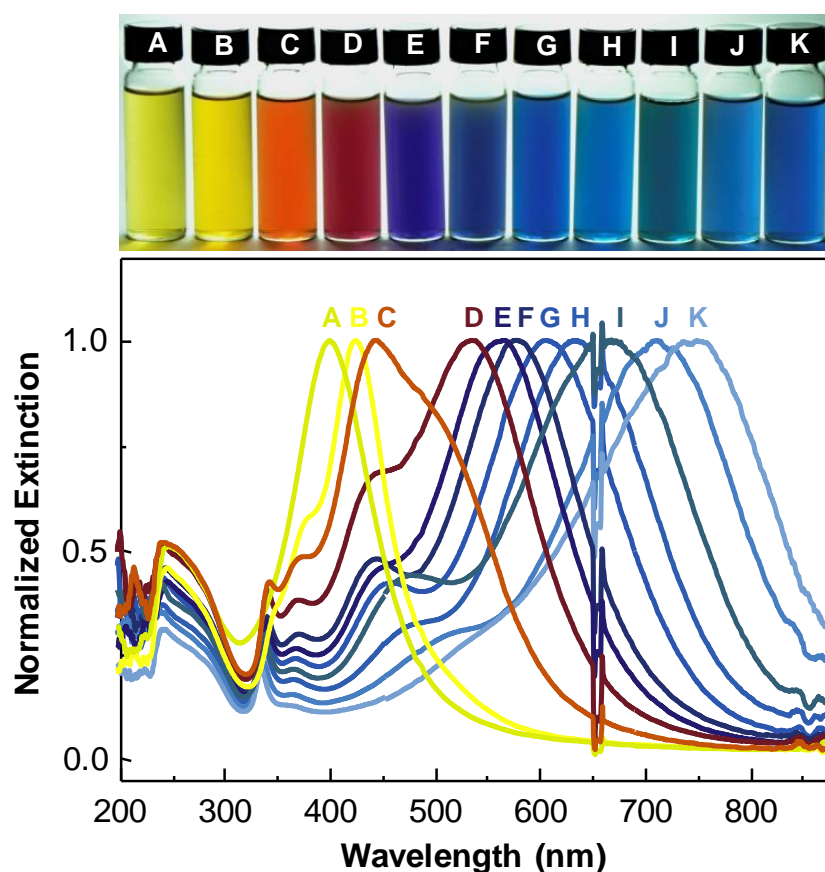 A B C D E F G H I J K
A B C D E F G H I J K
1.0
0.5
0.0
Normalized Extinction
200 300 400 500 600 700 800
Wavelength (nm)